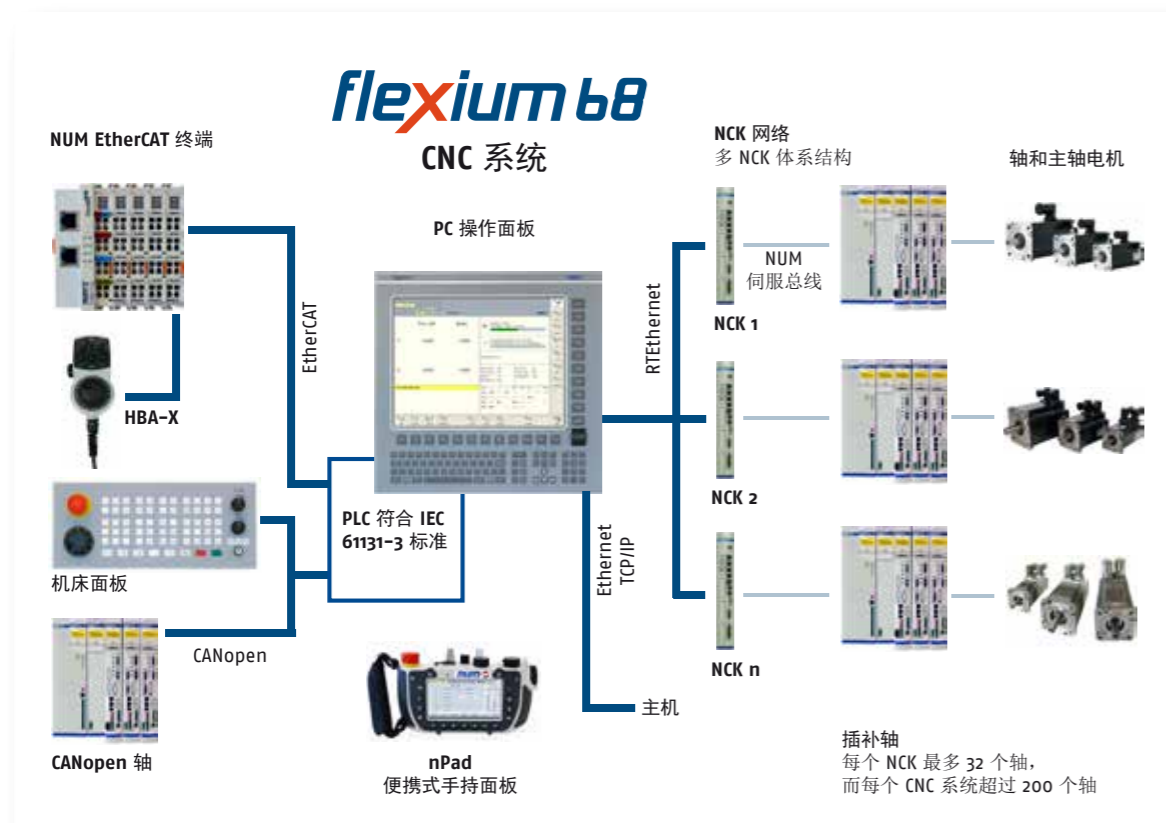 flexium 68
CNC 系统
NUM EtherCAT 终端
NCK 网络
多 NCK 体系结构
轴和主轴电机
PC 操作面板
EtherCAT
RTEthernet
NUM
伺服总线
NCK 1
HBA-X
NCK 2
PLC 符合 IEC
61131-3 标准
机床面板
Ethernet
TCP/IP
CANopen
NCK n
num
主机
CANopen 轴
nPad
便携式手持面板
插补轴
每个 NCK 最多 32 个轴，
而每个 CNC 系统超过 200 个轴